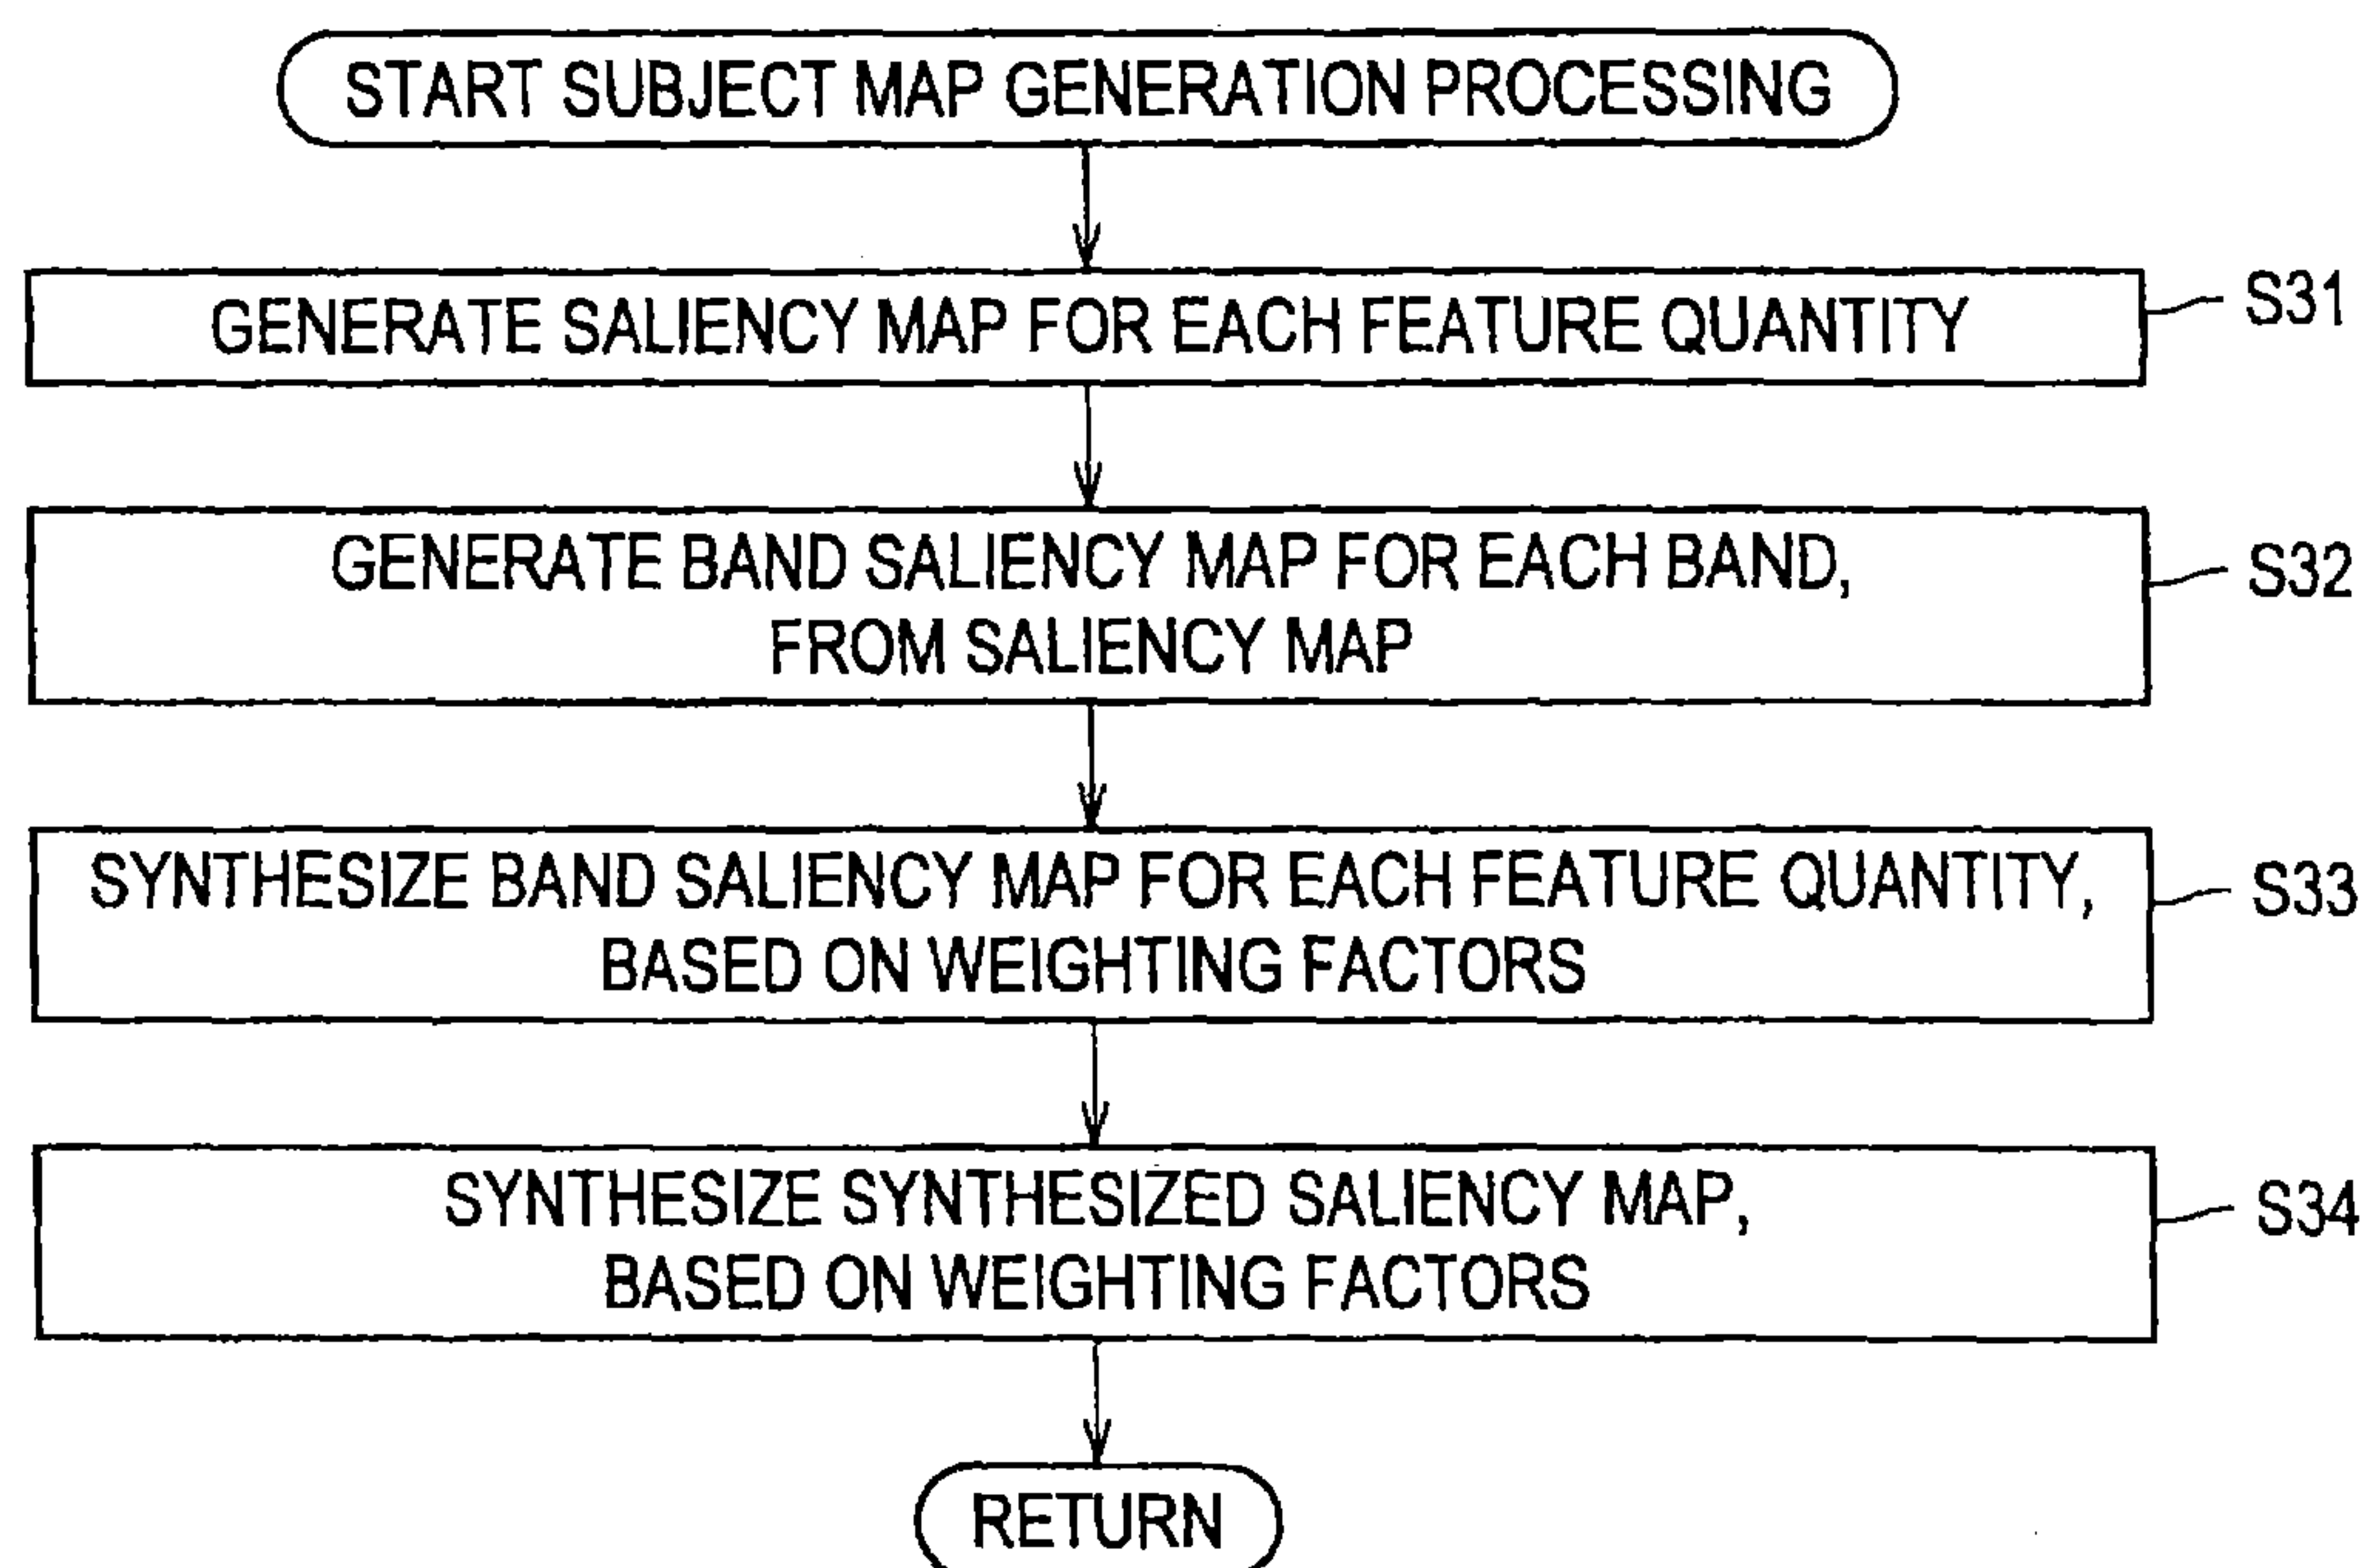 START SUBJECT MAP GENERATION PROCESSING
GENERATE SALIENCY MAP FOR EACH FEATURE QUANTITY
S31
GENERATE BAND SALIENCY MAP FOR EACH BAND,
FROM SALIENCY MAP
S32
SYNTHESIZE BAND SALIENCY MAP FOR EACH FEATURE QUANTITY,
BASED ON WEIGHTING FACTORS
S33
SYNTHESIZE SYNTHESIZED SALIENCY MAP,
BASED ON WEIGHTING FACTORS
S34
RETURN